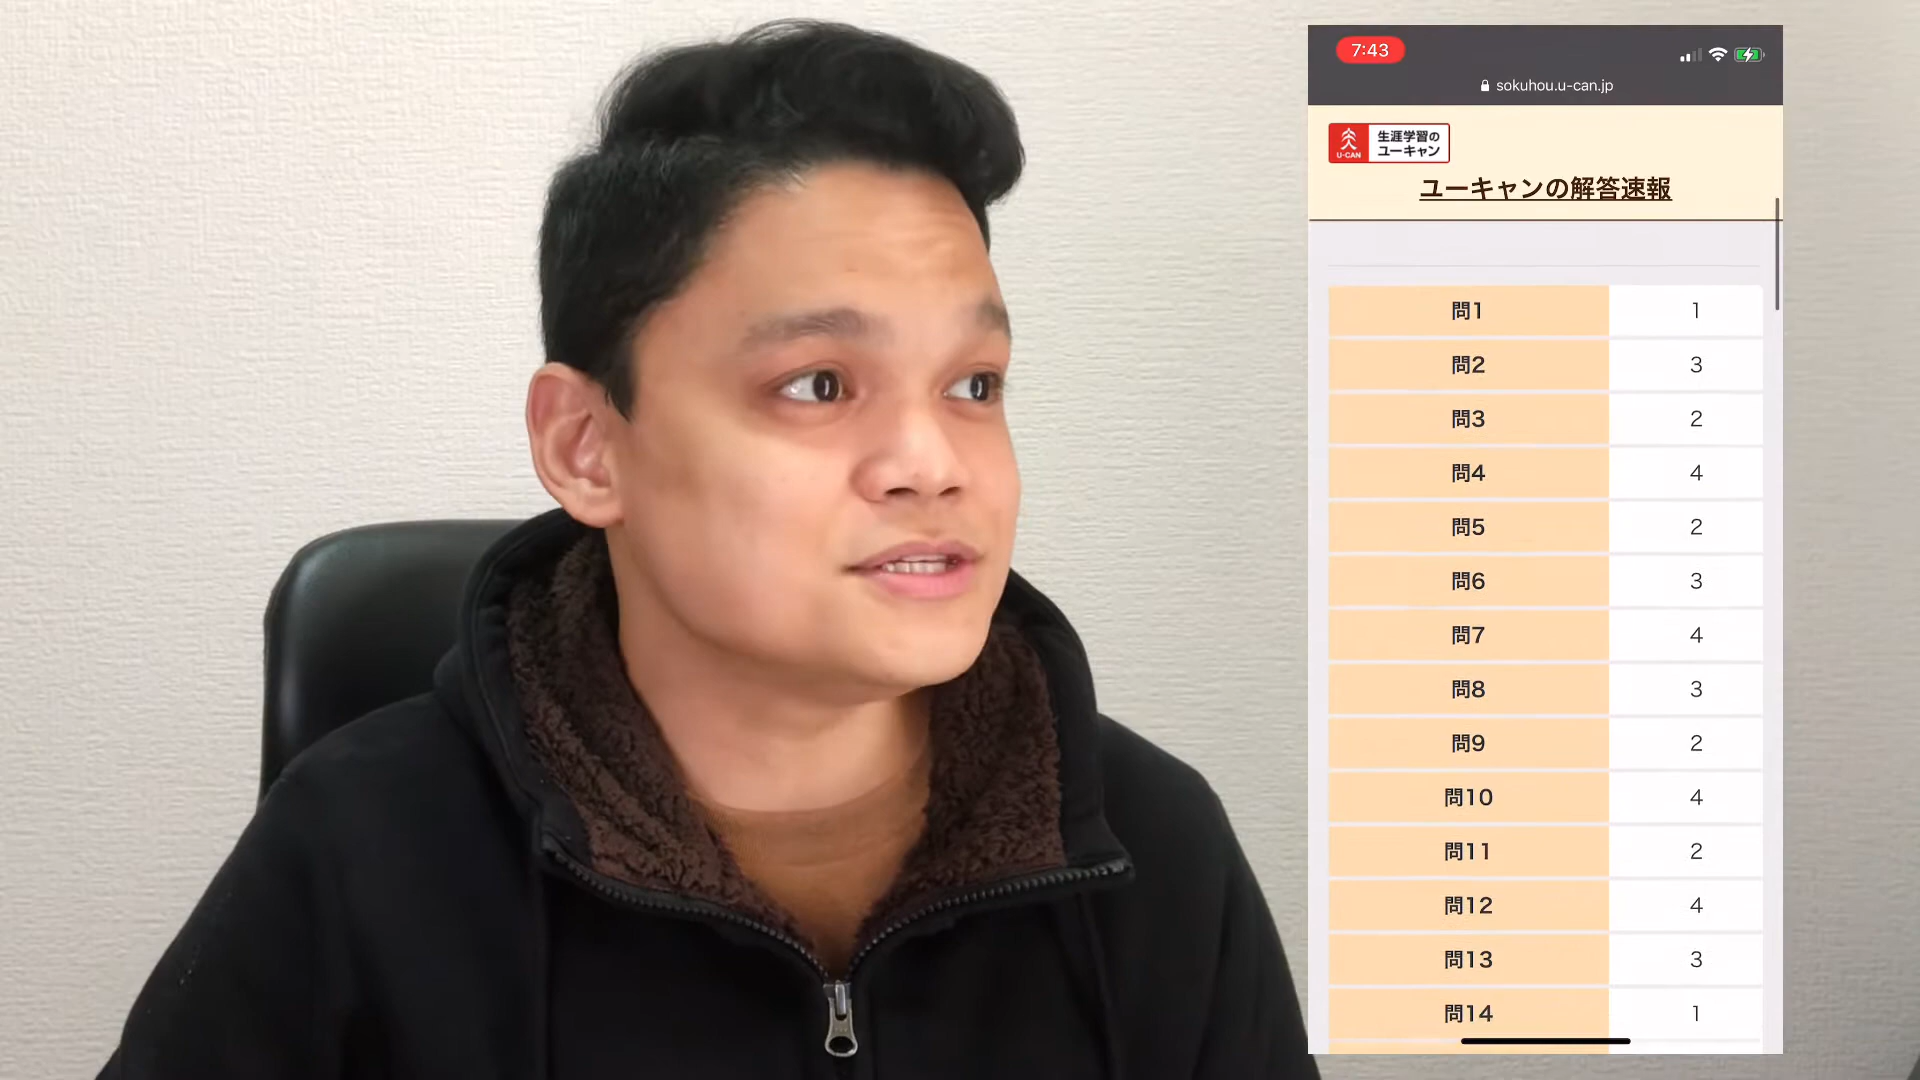 7:43
sokuhou.u-can.jp
U-CAN
生涯学習の
ユーキャン
ユーキャンの解答速報
問1 1
問2 3
問3 2
問4 4
問5 2
問6 3
問7 4
問8 3
問9 2
問10 4
問11 2
問12 4
問13 3
問14 1